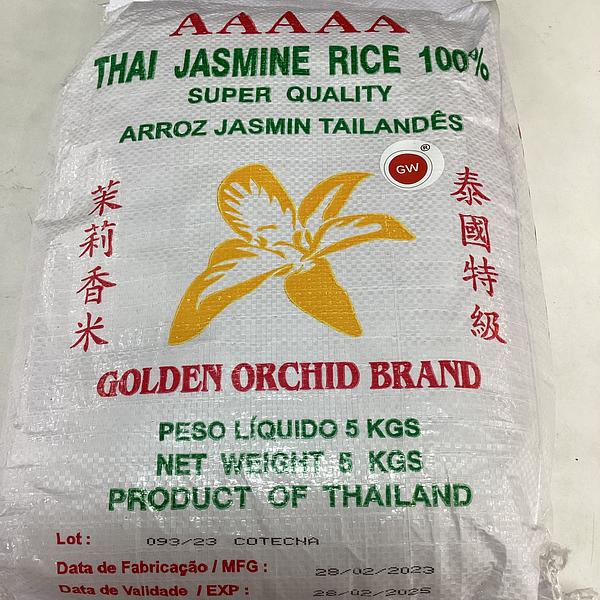 AAAAA
THAI JASMINE RICE 100%
SUPER QUALITY
ARROZ JASMIN TAILANDÊS
GW ®
茉莉香米
泰國特級
GOLDEN ORCHID BRAND
PESO LÍQUIDO 5 KGS
NET WEIGHT 5 KGS
PRODUCT OF THAILAND
Lot : 093/23 COTECNA
Data de Fabricação / MFG : 28/02/2023
Data de Validade / EXP : 28/02/2025